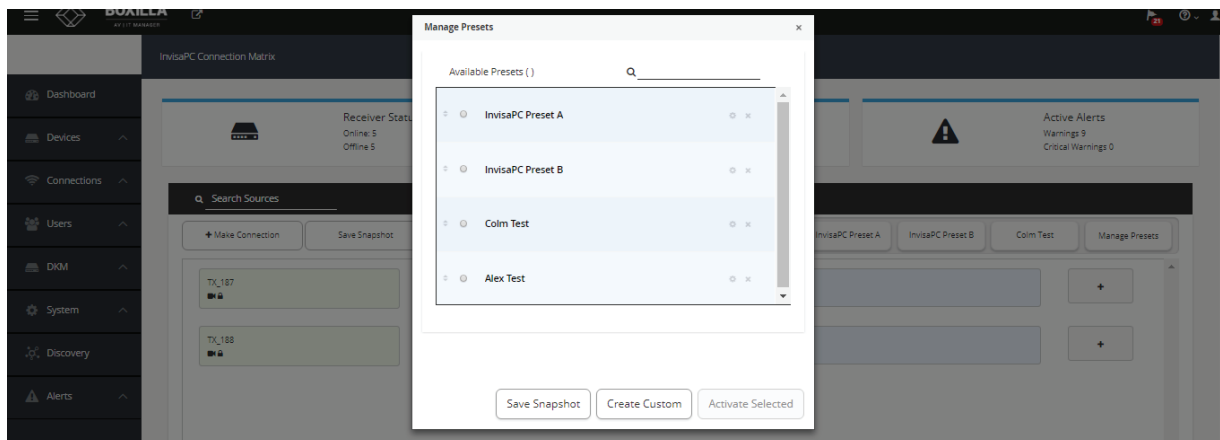 BOXILLA
AV | IT MANAGER
21
InvisaPC Connection Matrix
Dashboard
Devices
Connections
Users
DKM
System
Discovery
Alerts
Receiver Statu
Online: 5
Offline 5
Active Alerts
Warnings 9
Critical Warnings 0
Search Sources
+ Make Connection
Save Snapshot
InvisaPC Preset A
InvisaPC Preset B
Colm Test
Manage Presets
TX_187
+
TX_188
+
Manage Presets
×
Available Presets ( )
InvisaPC Preset A
InvisaPC Preset B
Colm Test
Alex Test
Save Snapshot
Create Custom
Activate Selected